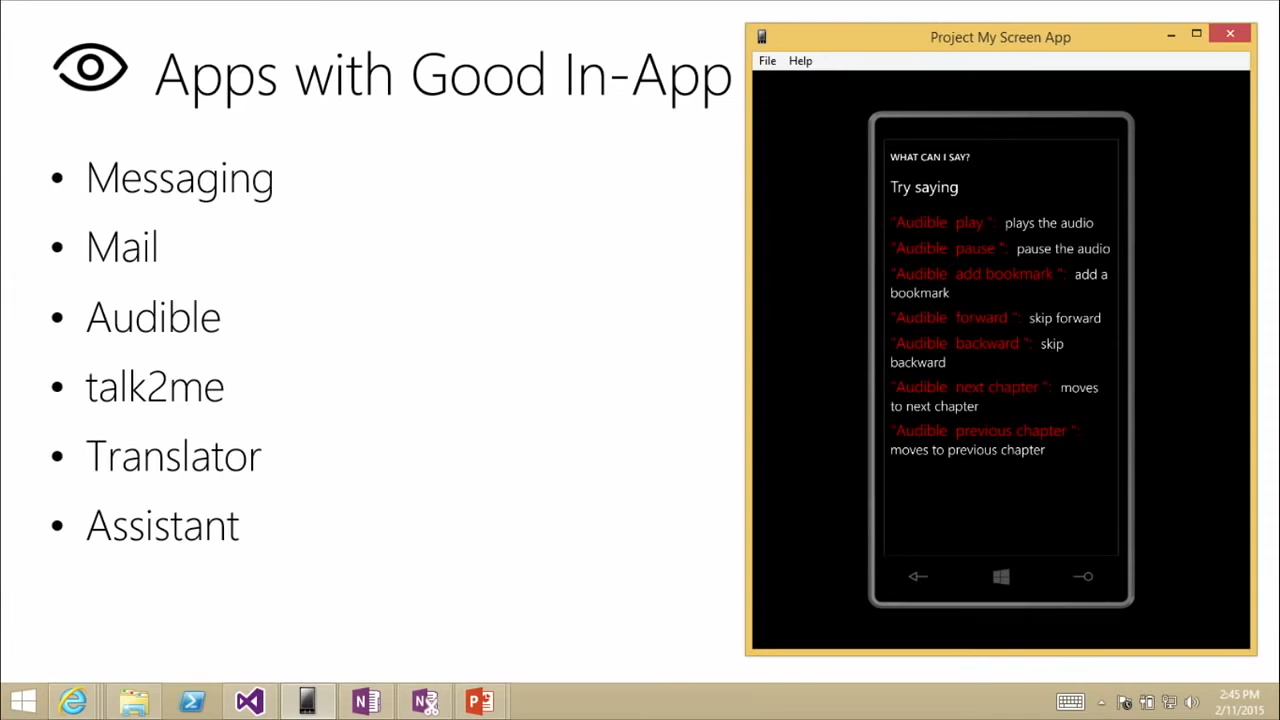 Apps with Good In-App
• Messaging
• Mail
• Audible
• talk2me
• Translator
• Assistant
Project My Screen App
File Help
WHAT CAN I SAY?
Try saying
"Audible play ": plays the audio
"Audible pause ": pause the audio
"Audible add bookmark ": add a
bookmark
"Audible forward ": skip forward
"Audible backward ": skip
backward
"Audible next chapter ": moves
to next chapter
"Audible previous chapter ":
moves to previous chapter
2:45 PM
2/11/2015